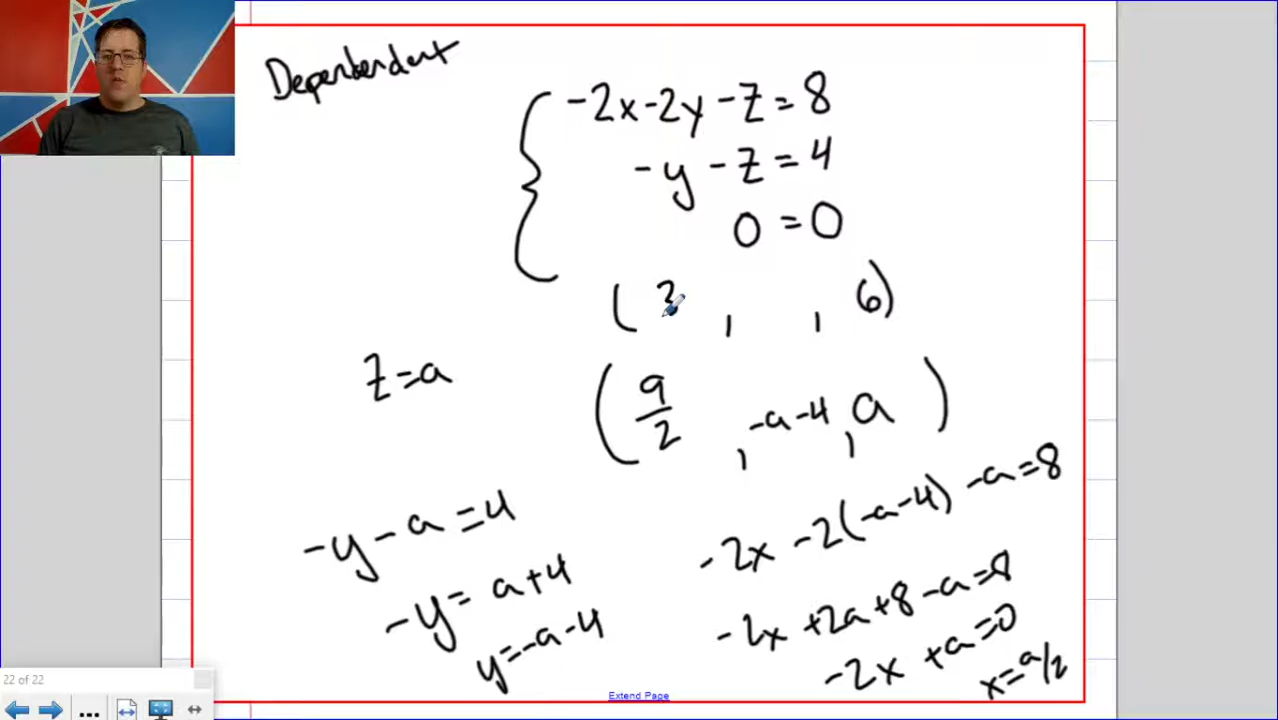 Dependent
-2x-2y-z=8
-y-z=4
0=0
(3, , 6)
z=a
(a/2, -a-4, a)
-y-a=4
-y=a+4
y=-a-4
-2x-2(-a-4)-a=8
-2x+2a+8-a=8
-2x+a=0
x=a/2
Extend Page
22 of 22
...